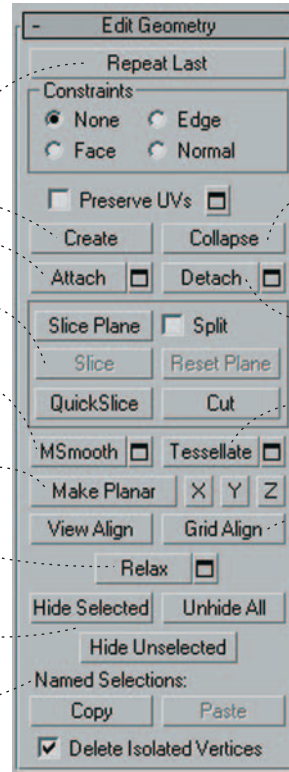 - Edit Geometry
Repeat Last
Constraints
None Edge
Face Normal
Preserve UVs
Create Collapse
Attach Detach
Slice Plane Split
Slice Reset Plane
QuickSlice Cut
MSmooth Tessellate
Make Planar X Y Z
View Align Grid Align
Relax
Hide Selected Unhide All
Hide Unselected
Named Selections:
Copy Paste
Delete Isolated Vertices